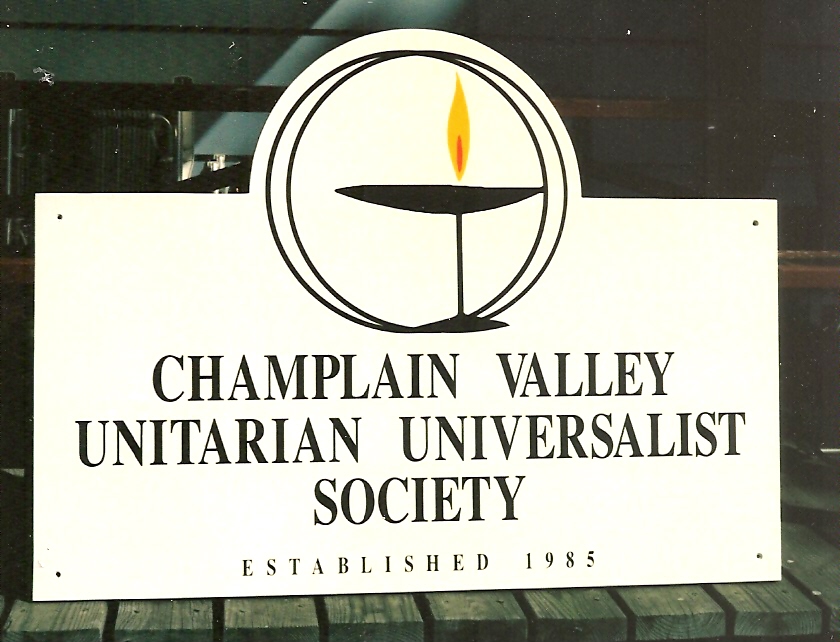 CHAMPLAIN VALLEY
UNITARIAN UNIVERSALIST
SOCIETY
ESTABLISHED 1985